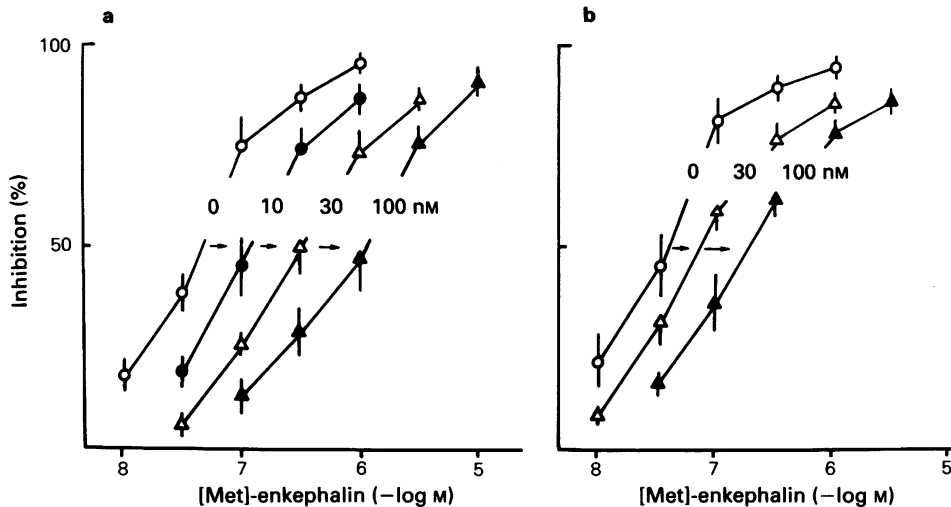 a
100
50
Inhibition (%)
0 10 30 100 nM
8 7 6 5
[Met]-enkephalin (−log M)
b
0 30 100 nM
8 7 6 5
[Met]-enkephalin (−log M)